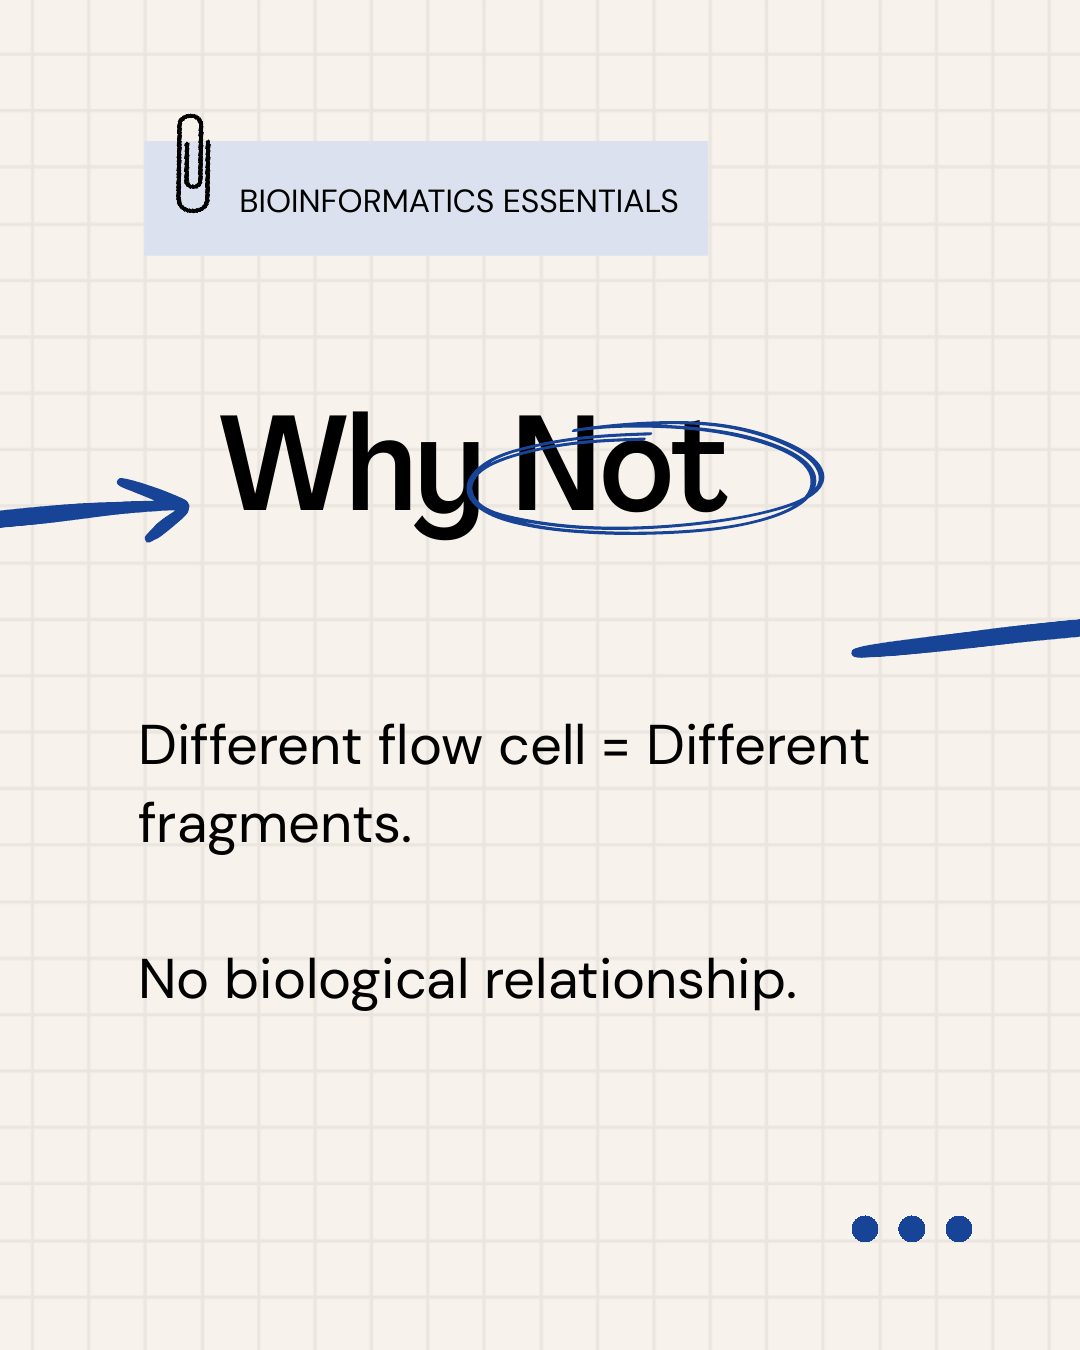 BIOINFORMATICS ESSENTIALS
Why Not
Different flow cell = Different
fragments.
No biological relationship.